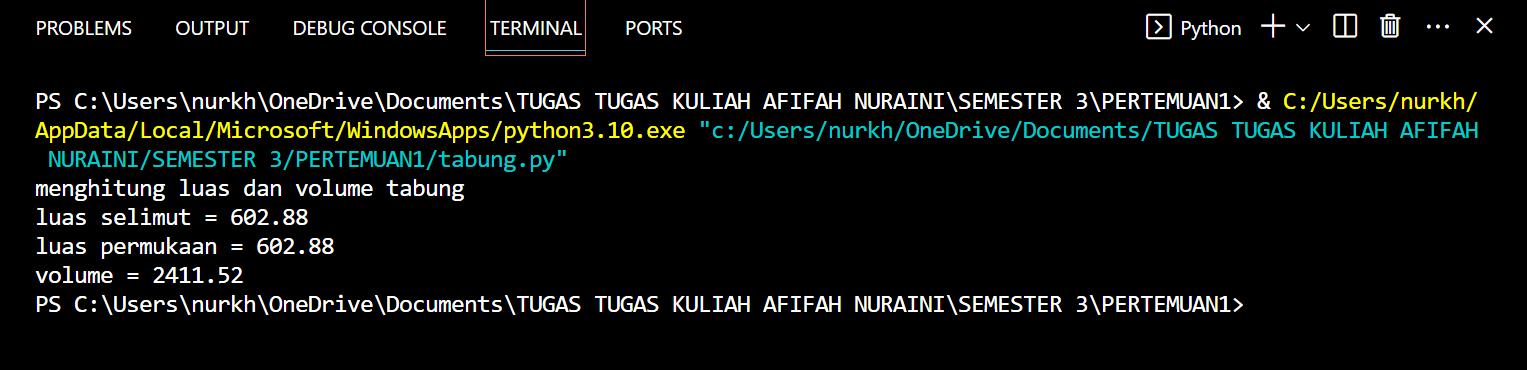 PROBLEMS OUTPUT DEBUG CONSOLE TERMINAL PORTS Python
PS C:\Users\nurkh\OneDrive\Documents\TUGAS TUGAS KULIAH AFIFAH NURAINI\SEMESTER 3\PERTEMUAN1> & C:/Users/nurkh/
AppData/Local/Microsoft/WindowsApps/python3.10.exe "c:/Users/nurkh/OneDrive/Documents/TUGAS TUGAS KULIAH AFIFAH
NURAINI/SEMESTER 3/PERTEMUAN1/tabung.py"
menghitung luas dan volume tabung
luas selimut = 602.88
luas permukaan = 602.88
volume = 2411.52
PS C:\Users\nurkh\OneDrive\Documents\TUGAS TUGAS KULIAH AFIFAH NURAINI\SEMESTER 3\PERTEMUAN1>